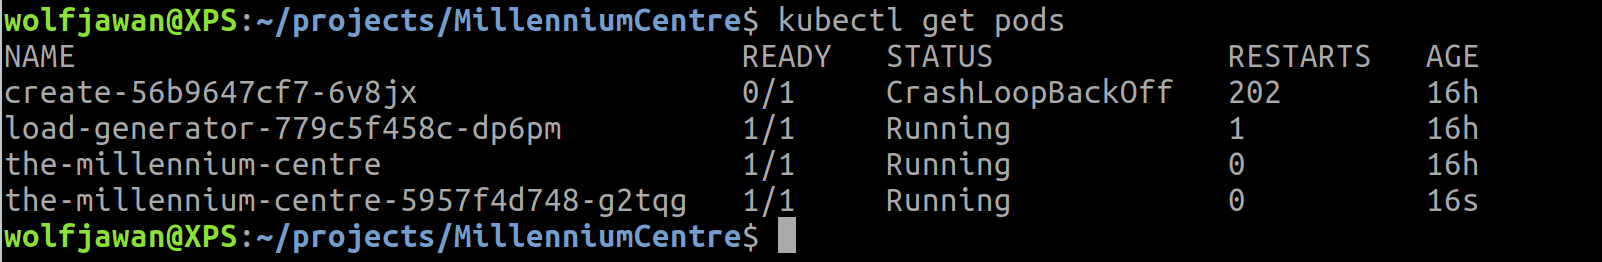 wolfjawan@XPS:~/projects/MillenniumCentre$ kubectl get pods
NAME READY STATUS RESTARTS AGE
create-56b9647cf7-6v8jx 0/1 CrashLoopBackOff 202 16h
load-generator-779c5f458c-dp6pm 1/1 Running 1 16h
the-millennium-centre 1/1 Running 0 16h
the-millennium-centre-5957f4d748-g2tqg 1/1 Running 0 16s
wolfjawan@XPS:~/projects/MillenniumCentre$